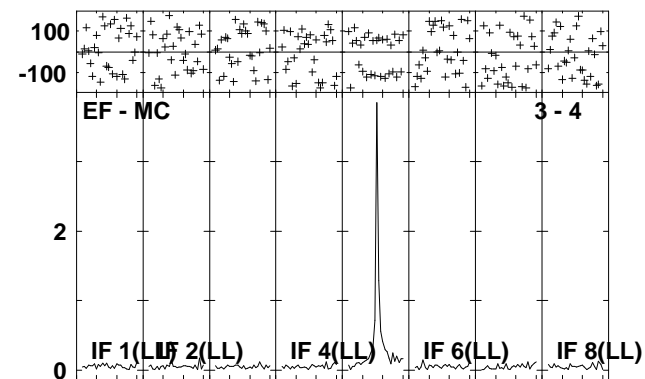 100
-100
EF - MC 3 - 4
2
IF 1(LL) IF 2(LL) IF 4(LL) IF 6(LL) IF 8(LL)
0